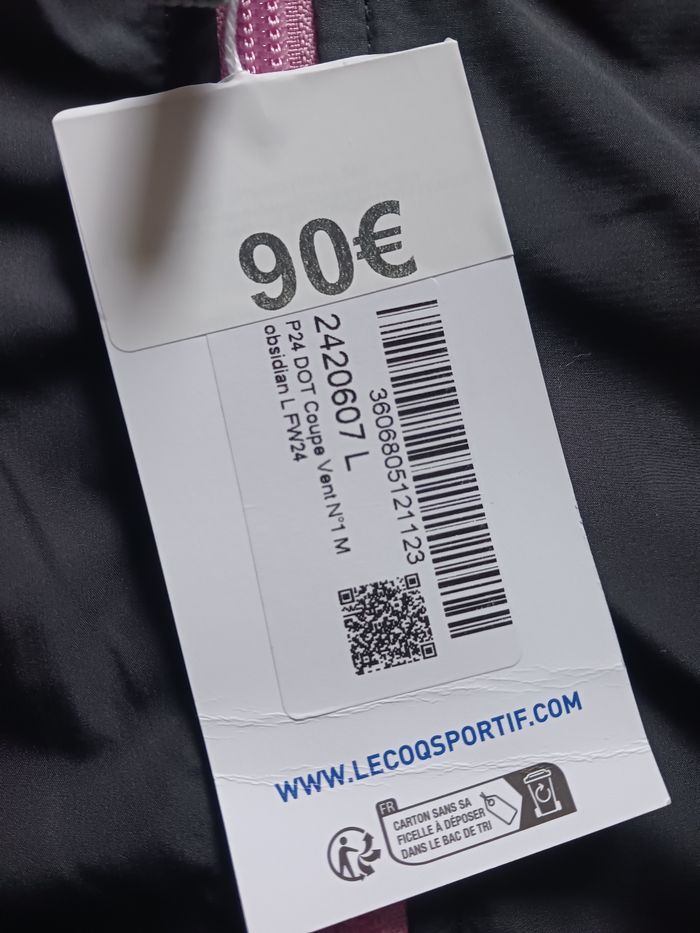 90€
3606805121123
2420607 L
P24 DOT Coupe Vent N°1 M
obsidian L FW24
WWW.LECOQSPORTIF.COM
FR
CARTON SANS SA
FICELLE À DÉPOSER
DANS LE BAC DE TRI